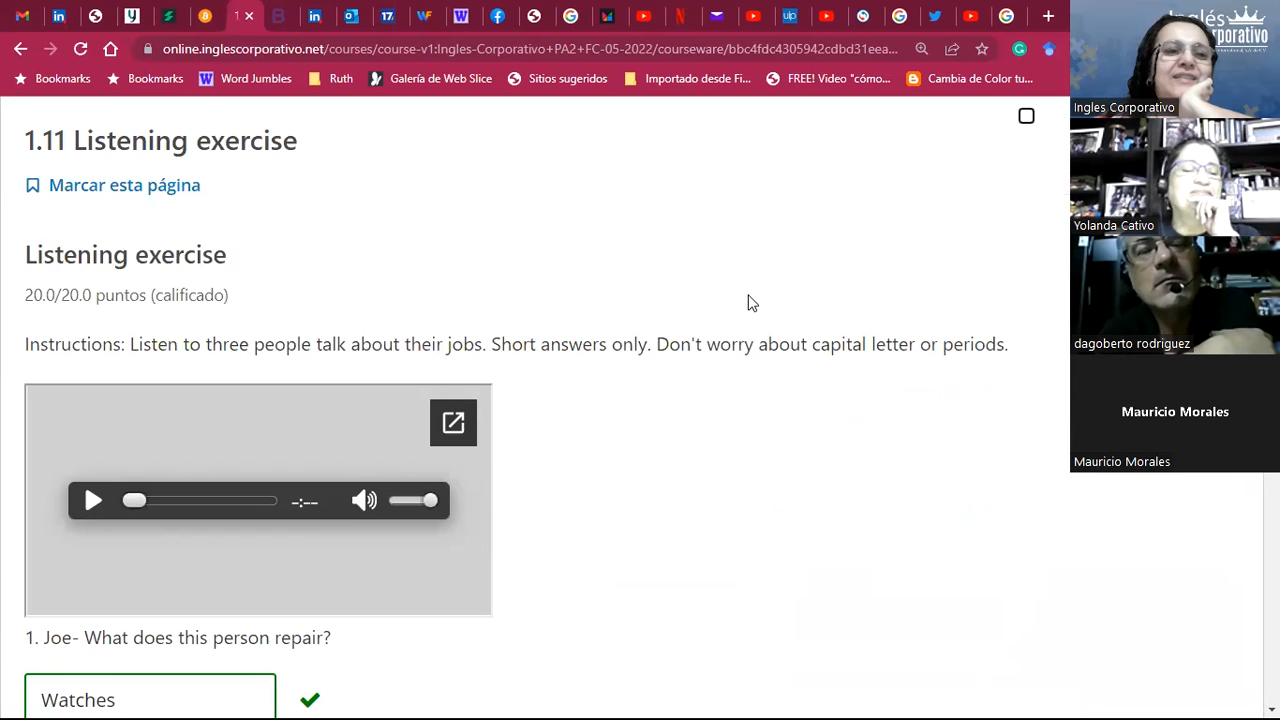 1
online.inglescorporativo.net/courses/course-v1:Ingles-Corporativo+PA2+FC-05-2022/courseware/bbc4fdc4305942cdbd31eea...
Bookmarks
Bookmarks
Word Jumbles
Ruth
Galería de Web Slice
Sitios sugeridos
Importado desde Fi...
FREE! Video "cómo...
Cambia de Color tu...
1.11 Listening exercise
Marcar esta página
Listening exercise
20.0/20.0 puntos (calificado)
Instructions: Listen to three people talk about their jobs. Short answers only. Don't worry about capital letter or periods.
-:--
1. Joe- What does this person repair?
Watches
Inglés
Ingles Corporativo
Yolanda Cativo
dagoberto rodriguez
Mauricio Morales
Mauricio Morales